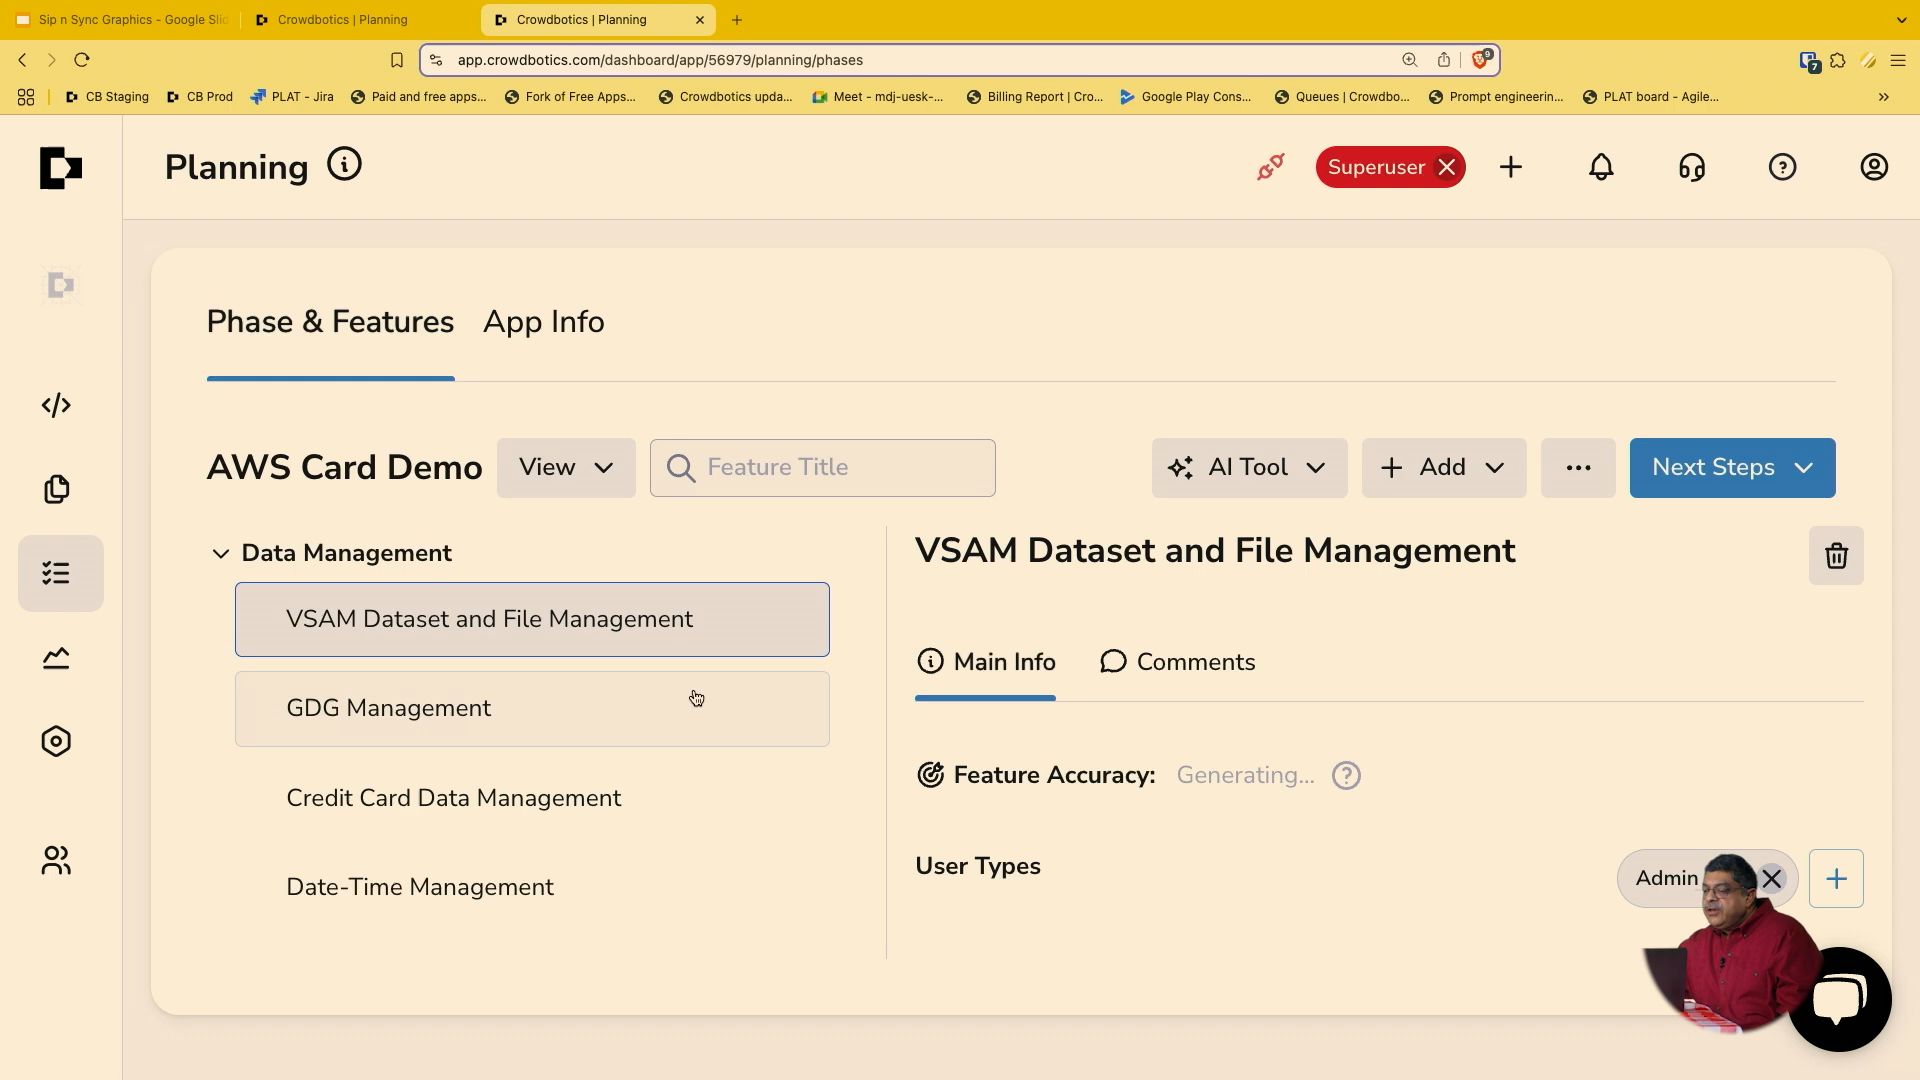 Sip n Sync Graphics - Google Slid
Crowdbotics | Planning
Crowdbotics | Planning
app.crowdbotics.com/dashboard/app/56979/planning/phases
9
7
CB Staging
CB Prod
PLAT - Jira
Paid and free apps...
Fork of Free Apps...
Crowdbotics upda...
Meet - mdj-uesk-...
Billing Report | Cro...
Google Play Cons...
Queues | Crowdbo...
Prompt engineerin...
PLAT board - Agile...
Planning
Superuser
Phase & Features
App Info
AWS Card Demo
View
Feature Title
AI Tool
Add
Next Steps
Data Management
VSAM Dataset and File Management
GDG Management
Credit Card Data Management
Date-Time Management
VSAM Dataset and File Management
Main Info
Comments
Feature Accuracy: Generating...
User Types
Admin